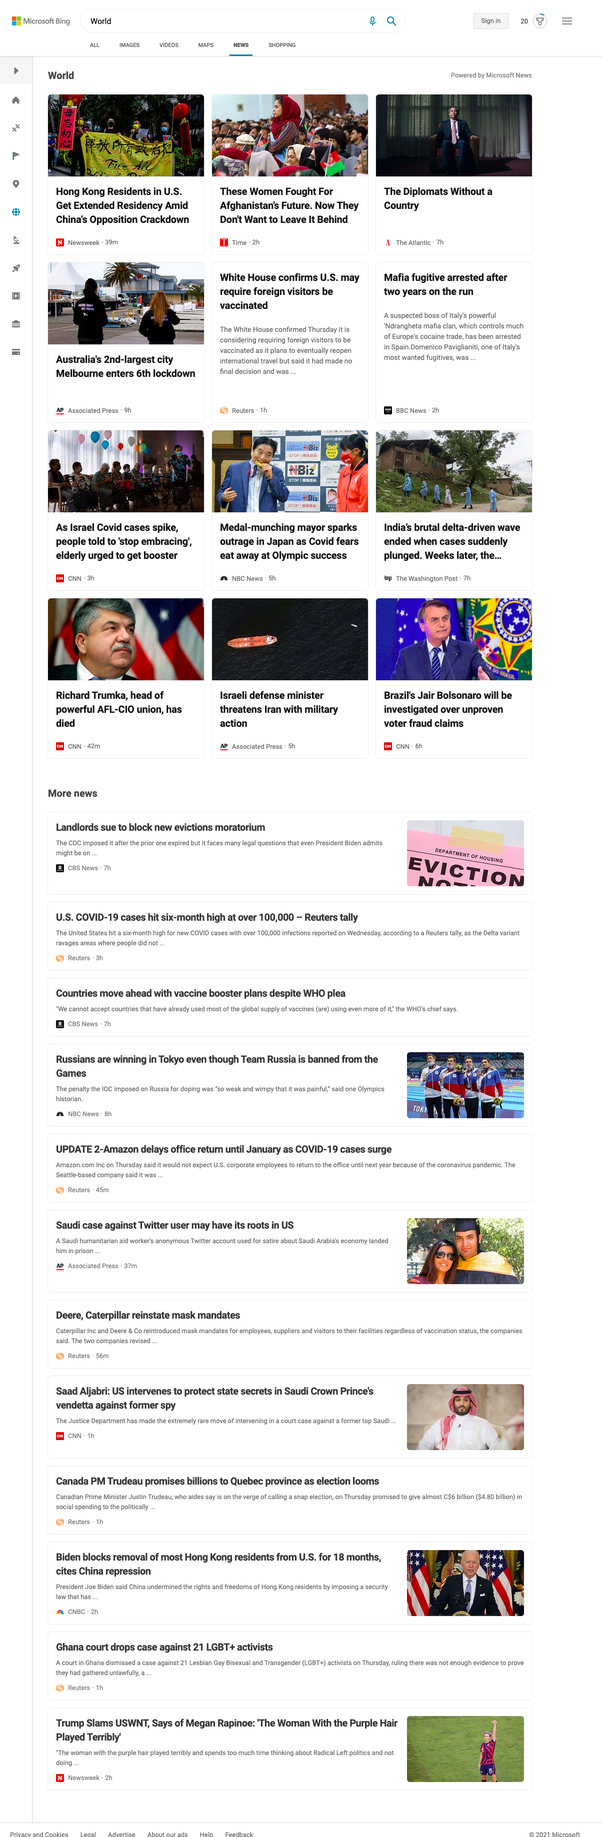 Microsoft Bing
World
Sign in
20
ALL IMAGES VIDEOS MAPS NEWS SHOPPING
World
Powered by Microsoft News
Hong Kong Residents in U.S.
Get Extended Residency Amid
China's Opposition Crackdown
Newsweek · 39m
These Women Fought For
Afghanistan's Future. Now They
Don't Want to Leave It Behind
Time · 2h
The Diplomats Without a
Country
The Atlantic · 7h
Australia's 2nd-largest city
Melbourne enters 6th lockdown
AP Associated Press · 9h
White House confirms U.S. may
require foreign visitors to be
vaccinated
The White House confirmed Thursday it is
considering requiring foreign visitors to be
vaccinated as it plans to eventually reopen
international travel but said it had made no
final decision and was ...
Reuters · 1h
Mafia fugitive arrested after
two years on the run
A suspected boss of Italy's powerful
'Ndrangheta mafia clan, which controls much
of Europe's cocaine trade, has been arrested
in Spain.Domenico Paviglianiti, one of Italy's
most wanted fugitives, was ...
BBC News · 2h
As Israel Covid cases spike,
people told to 'stop embracing',
elderly urged to get booster
CNN · 3h
NBiz
Medal-munching mayor sparks
outrage in Japan as Covid fears
eat away at Olympic success
NBC News · 5h
India's brutal delta-driven wave
ended when cases suddenly
plunged. Weeks later, the...
wp The Washington Post · 7h
Richard Trumka, head of
powerful AFL-CIO union, has
died
CNN · 42m
Israeli defense minister
threatens Iran with military
action
AP Associated Press · 5h
Brazil's Jair Bolsonaro will be
investigated over unproven
voter fraud claims
CNN · 6h
More news
Landlords sue to block new evictions moratorium
The CDC imposed it after the prior one expired but it faces many legal questions that even President Biden admits
might be on ...
CBS News · 7h
DEPARTMENT OF HOUSING
EVICTION
U.S. COVID-19 cases hit six-month high at over 100,000 – Reuters tally
The United States hit a six-month high for new COVID cases with over 100,000 infections reported on Wednesday, according to a Reuters tally, as the Delta variant
ravages areas where people did not ...
Reuters · 3h
Countries move ahead with vaccine booster plans despite WHO plea
"We cannot accept countries that have already used most of the global supply of vaccines (are) using even more of it," the WHO's chief says.
CBS News · 7h
Russians are winning in Tokyo even though Team Russia is banned from the
Games
The penalty the IOC imposed on Russia for doping was "so weak and wimpy that it was painful," said one Olympics
historian.
NBC News · 8h
TOKYO
UPDATE 2-Amazon delays office return until January as COVID-19 cases surge
Amazon.com Inc on Thursday said it would not expect U.S. corporate employees to return to the office until next year because of the coronavirus pandemic. The
Seattle-based company said it was ...
Reuters · 45m
Saudi case against Twitter user may have its roots in US
A Saudi humanitarian aid worker's anonymous Twitter account used for satire about Saudi Arabia's economy landed
him in prison ...
AP Associated Press · 37m
Deere, Caterpillar reinstate mask mandates
Caterpillar Inc and Deere & Co reintroduced mask mandates for employees, suppliers and visitors to their facilities regardless of vaccination status, the companies
said. The two companies revised ...
Reuters · 56m
Saad Aljabri: US intervenes to protect state secrets in Saudi Crown Prince's
vendetta against former spy
The Justice Department has made the extremely rare move of intervening in a court case against a former top Saudi ...
CNN · 1h
Canada PM Trudeau promises billions to Quebec province as election looms
Canadian Prime Minister Justin Trudeau, who aides say is on the verge of calling a snap election, on Thursday promised to give almost C$6 billion ($4.80 billion) in
social spending to the politically ...
Reuters · 1h
Biden blocks removal of most Hong Kong residents from U.S. for 18 months,
cites China repression
President Joe Biden said China undermined the rights and freedoms of Hong Kong residents by imposing a security
law that has ...
CNBC · 2h
Ghana court drops case against 21 LGBT+ activists
A court in Ghana dismissed a case against 21 Lesbian Gay Bisexual and Transgender (LGBT+) activists on Thursday, ruling there was not enough evidence to prove
they had gathered unlawfully, a ...
Reuters · 1h
Trump Slams USWNT, Says of Megan Rapinoe: 'The Woman With the Purple Hair
Played Terribly'
"The woman with the purple hair played terribly and spends too much time thinking about Radical Left politics and not
doing ...
Newsweek · 2h
Privacy and Cookies Legal Advertise About our ads Help Feedback
© 2021 Microsoft